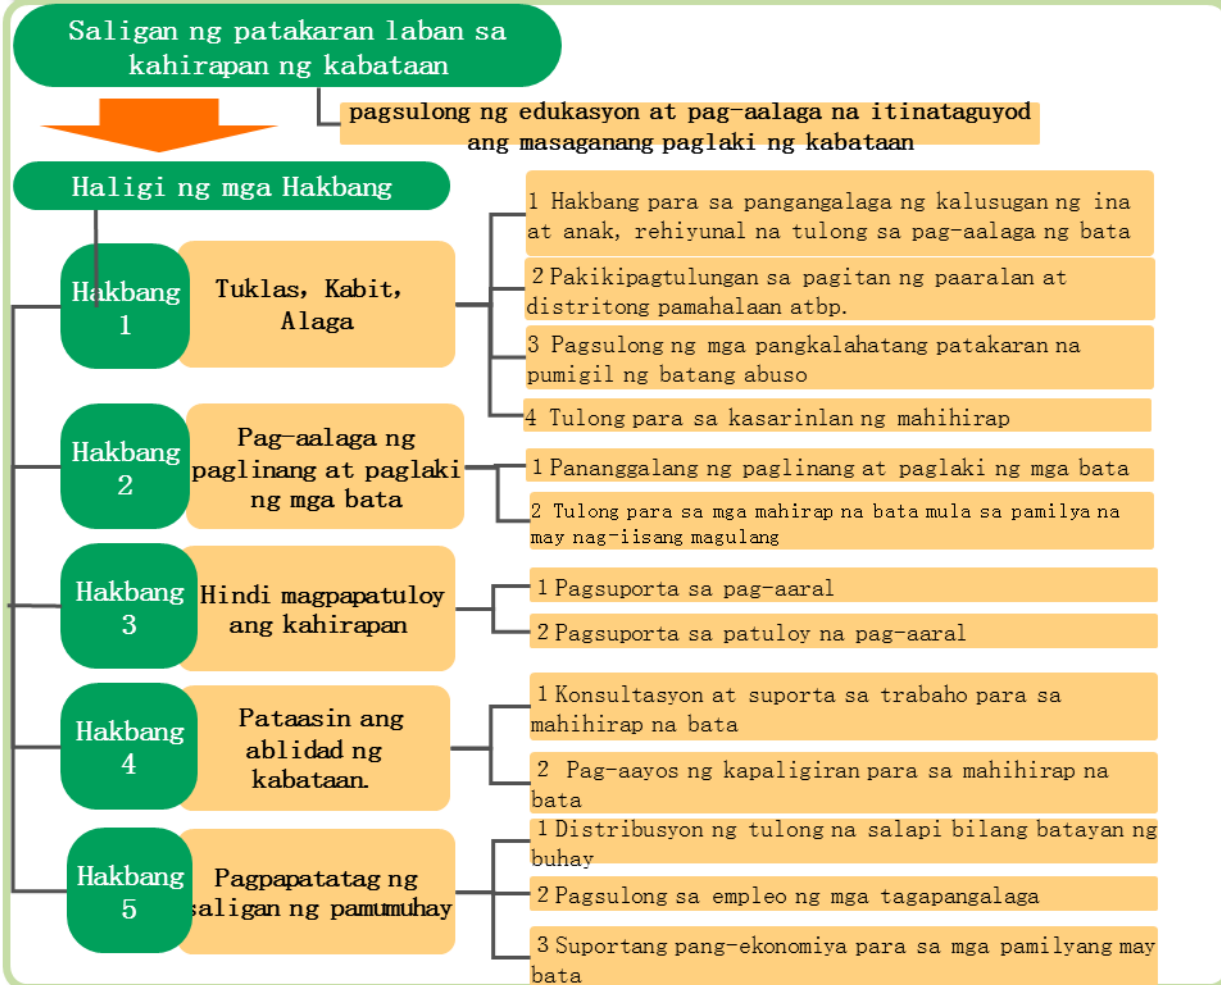 Saligan ng patakaran laban sa
kahirapan ng kabataan
pagsulong ng edukasyon at pag-aalaga na itinataguyod
ang masaganang paglaki ng kabataan
Haligi ng mga Hakbang
Hakbang
1
Tuklas, Kabit,
Alaga
1 Hakbang para sa pangangalaga ng kalusugan ng ina
at anak, rehiyunal na tulong sa pag-aalaga ng bata
2 Pakikipagtulungan sa pagitan ng paaralan at
distritong pamahalaan atbp.
3 Pagsulong ng mga pangkalahatang patakaran na
pumigil ng batang abuso
4 Tulong para sa kasarinlan ng mahihirap
Hakbang
2
Pag-aalaga ng
paglinang at paglaki
ng mga bata
1 Pananggalang ng paglinang at paglaki ng mga bata
2 Tulong para sa mga mahirap na bata mula sa pamilya na
may nag-iisang magulang
Hakbang
3
Hindi magpapatuloy
ang kahirapan
1 Pagsuporta sa pag-aaral
2 Pagsuporta sa patuloy na pag-aaral
Hakbang
4
Pataasin ang
ablidad ng
kabataan.
1 Konsultasyon at suporta sa trabaho para sa
mahihirap na bata
2 Pag-aayos ng kapaligiran para sa mahihirap na
bata
Hakbang
5
Pagpapatatag ng
saligan ng pamumuhay
1 Distribusyon ng tulong na salapi bilang batayan ng
buhay
2 Pagsulong sa empleo ng mga tagapangalaga
3 Suportang pang-ekonomiya para sa mga pamilyang may
bata